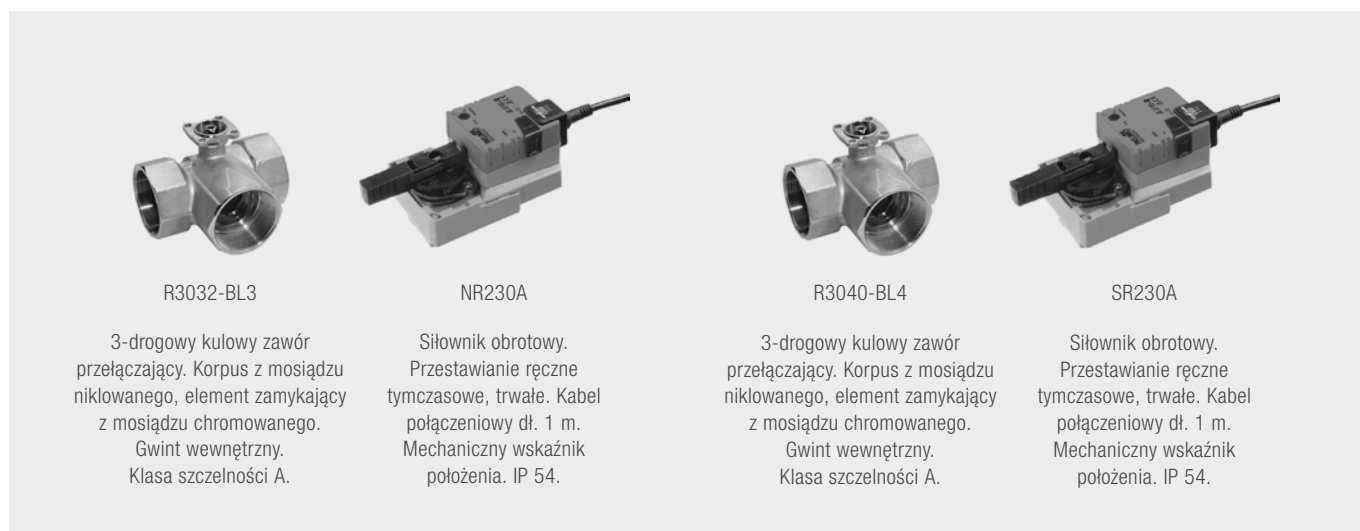 R3032-BL3
3-drogowy kulowy zawór
przełączający. Korpus z mosiądzu
niklowanego, element zamykający
z mosiądzu chromowanego.
Gwint wewnętrzny.
Klasa szczelności A.
NR230A
Siłownik obrotowy.
Przestawianie ręczne
tymczasowe, trwałe. Kabel
połączeniowy dł. 1 m.
Mechaniczny wskaźnik
położenia. IP 54.
R3040-BL4
3-drogowy kulowy zawór
przełączający. Korpus z mosiądzu
niklowanego, element zamykający
z mosiądzu chromowanego.
Gwint wewnętrzny.
Klasa szczelności A.
SR230A
Siłownik obrotowy.
Przestawianie ręczne
tymczasowe, trwałe. Kabel
połączeniowy dł. 1 m.
Mechaniczny wskaźnik
położenia. IP 54.